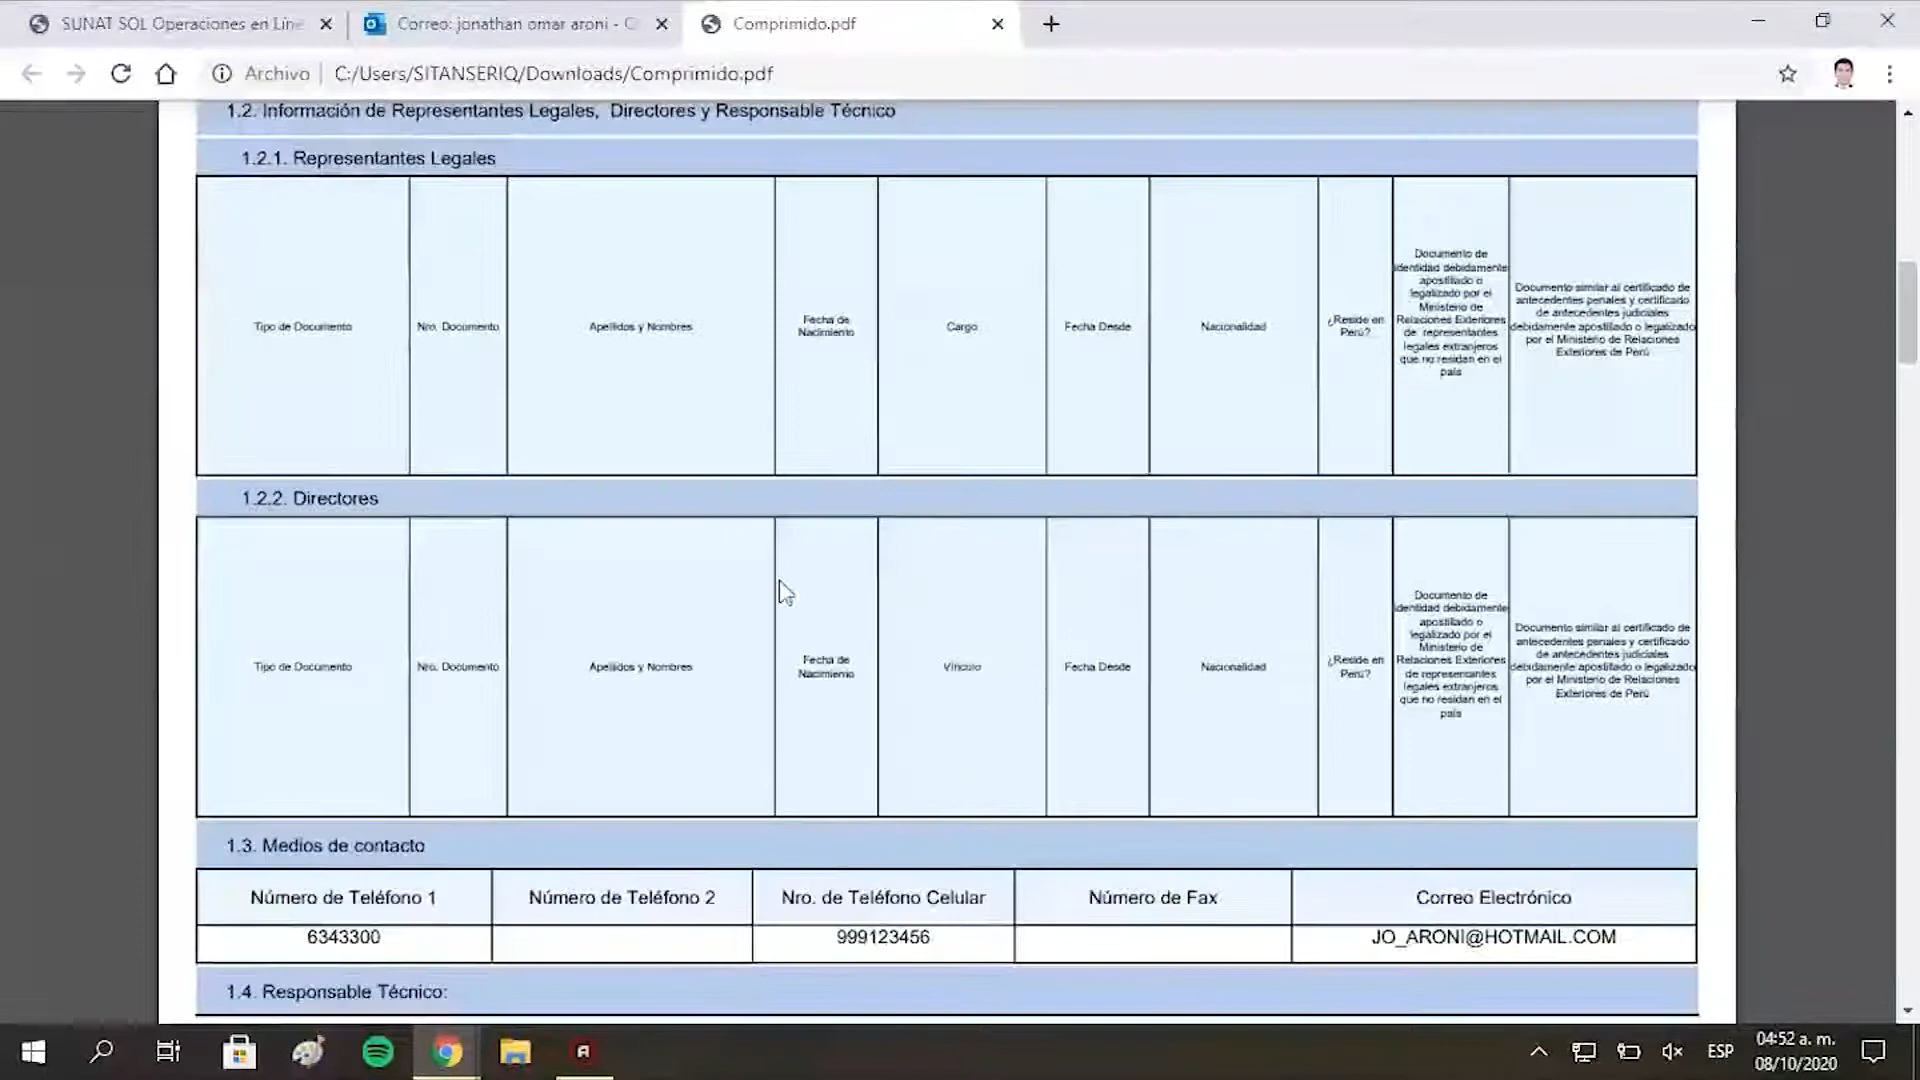 SUNAT SOL Operaciones en Líne
Correo: jonathan omar aroni - O
Comprimido.pdf
Archivo
C:/Users/SITANSERIQ/Downloads/Comprimido.pdf
1.2. Información de Representantes Legales, Directores y Responsable Técnico
1.2.1. Representantes Legales
Tipo de Documento
Nro. Documento
Apellidos y Nombres
Fecha de
Nacimiento
Cargo
Fecha Desde
Nacionalidad
¿Reside en
Perú?
Documento de
identidad debidamente
apostillado o
legalizado por el
Ministerio de
Relaciones Exteriores
de representantes
legales extranjeros
que no residan en el
país
Documento similar al certificado de
antecedentes penales y certificado
de antecedentes judiciales
debidamente apostillado o legalizado
por el Ministerio de Relaciones
Exteriores de Perú
1.2.2. Directores
Tipo de Documento
Nro. Documento
Apellidos y Nombres
Fecha de
Nacimiento
Vínculo
Fecha Desde
Nacionalidad
¿Reside en
Perú?
Documento de
identidad debidamente
apostillado o
legalizado por el
Ministerio de
Relaciones Exteriores
de representantes
legales extranjeros
que no residan en el
país
Documento similar al certificado de
antecedentes penales y certificado
de antecedentes judiciales
debidamente apostillado o legalizado
por el Ministerio de Relaciones
Exteriores de Perú
1.3. Medios de contacto
Número de Teléfono 1
Número de Teléfono 2
Nro. de Teléfono Celular
Número de Fax
Correo Electrónico
6343300
999123456
JO_ARONI@HOTMAIL.COM
1.4. Responsable Técnico:
ESP
04:52 a. m.
08/10/2020